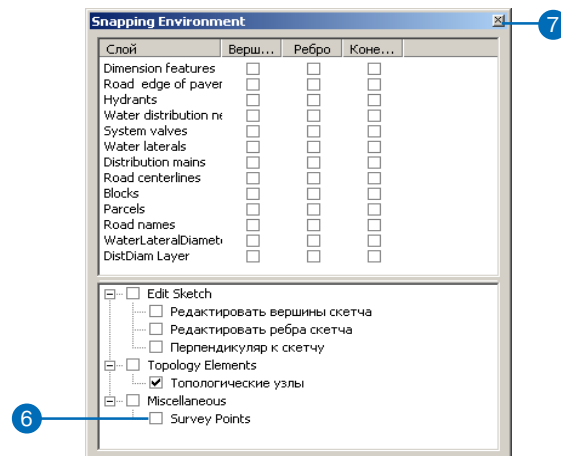 Snapping Environment
7
Слой Верш... Ребро Коне...
Dimension features
Road edge of paver
Hydrants
Water distribution ne
System valves
Water laterals
Distribution mains
Road centerlines
Blocks
Parcels
Road names
WaterLateralDiamete
DistDiam Layer
Edit Sketch
Редактировать вершины скетча
Редактировать ребра скетча
Перпендикуляр к скетчу
Topology Elements
Топологические узлы
Miscellaneous
6 Survey Points